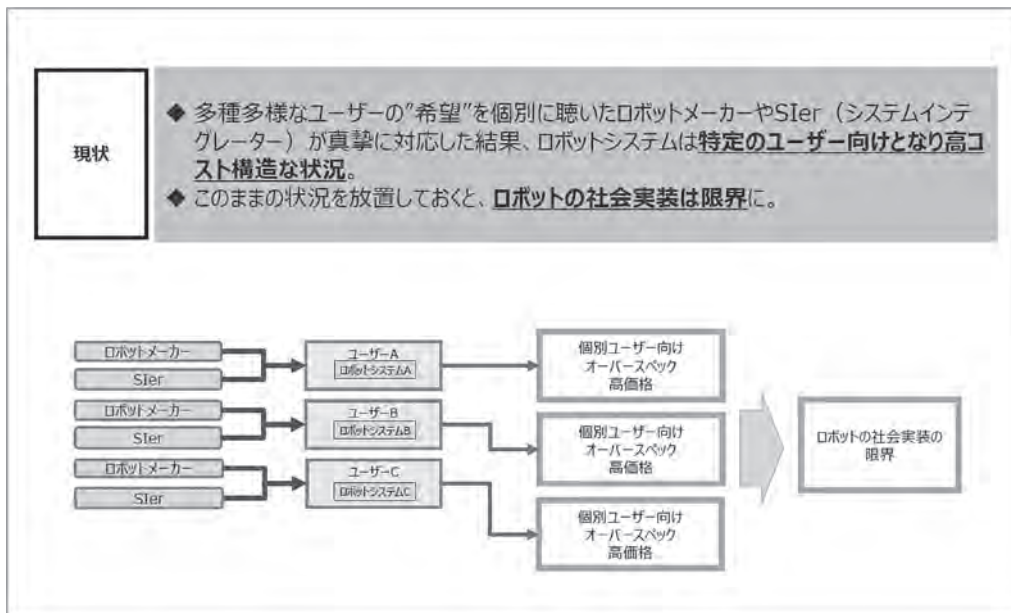 現状
◆ 多種多様なユーザーの”希望”を個別に聴いたロボットメーカーやSIer（システムインテ
グレーター）が真摯に対応した結果、ロボットシステムは特定のユーザー向けとなり高コ
スト構造な状況。
◆ このままの状況を放置しておくと、ロボットの社会実装は限界に。
ロボットメーカー
SIer
ユーザーA
ロボットシステムA
個別ユーザー向け
オーバースペック
高価格
ロボットメーカー
SIer
ユーザーB
ロボットシステムB
個別ユーザー向け
オーバースペック
高価格
ロボットメーカー
SIer
ユーザーC
ロボットシステムC
個別ユーザー向け
オーバースペック
高価格
ロボットの社会実装の
限界